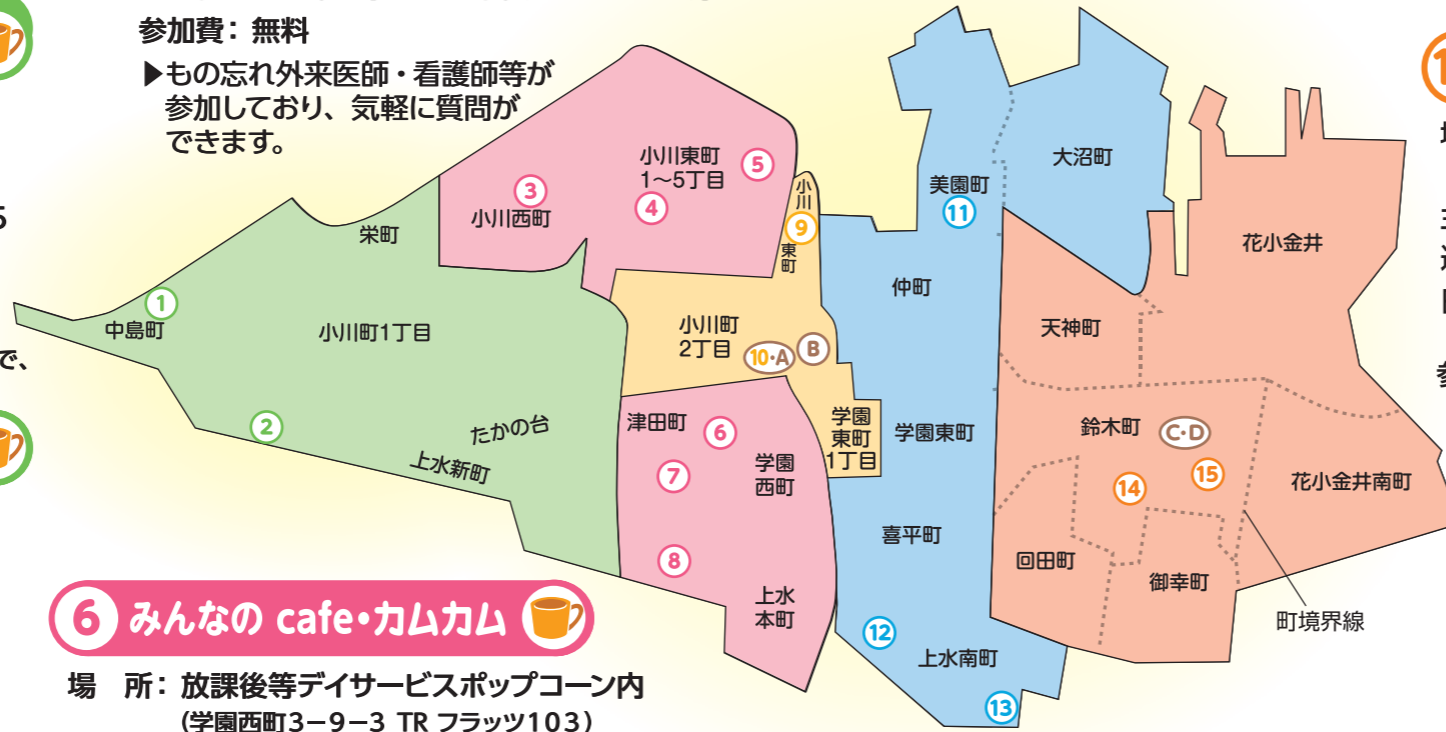 参加費：無料
▶もの忘れ外来医師・看護師等が
参加しており、気軽に質問が
できます。
5
で、
小川東町
1～5丁目
5
3
小川西町
4
小川
9
東町
栄町
1
中島町
小川町1丁目
2
たかの台
上水新町
小川町
2丁目
10・A
B
津田町
6
7
学園
西町
8
上水
本町
学園
東町
1丁目
大沼町
美園町
11
仲町
学園東町
喜平町
12
上水南町
13
花小金井
天神町
鈴木町
C・D
14
15
花小金井南町
回田町
御幸町
町境界線
6 みんなの cafe・カムカム
場　所：放課後等デイサービスポップコーン内
（学園西町3−9−3 TR フラッツ103）